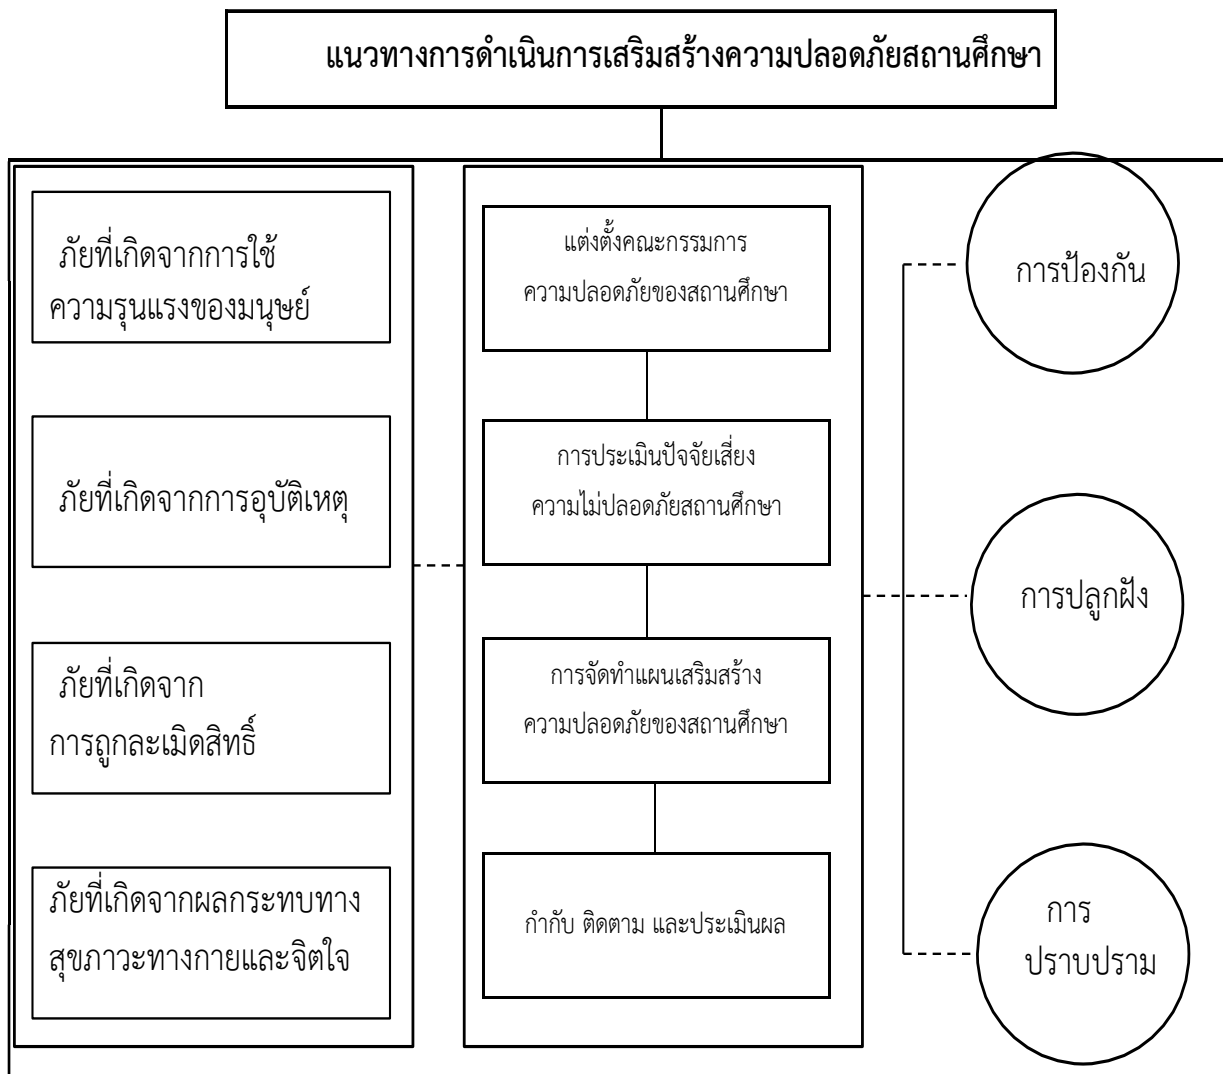 แนวทางการดำเนินการเสริมสร้างความปลอดภัยสถานศึกษา
ภัยที่เกิดจากการใช้
ความรุนแรงของมนุษย์
ภัยที่เกิดจากการอุบัติเหตุ
ภัยที่เกิดจาก
การถูกละเมิดสิทธิ์
ภัยที่เกิดจากผลกระทบทาง
สุขภาวะทางกายและจิตใจ
แต่งตั้งคณะกรรมการ
ความปลอดภัยของสถานศึกษา
การประเมินปัจจัยเสี่ยง
ความไม่ปลอดภัยสถานศึกษา
การจัดทำแผนเสริมสร้าง
ความปลอดภัยของสถานศึกษา
กำกับ ติดตาม และประเมินผล
การป้องกัน
การปลูกฝัง
การ
ปราบปราม